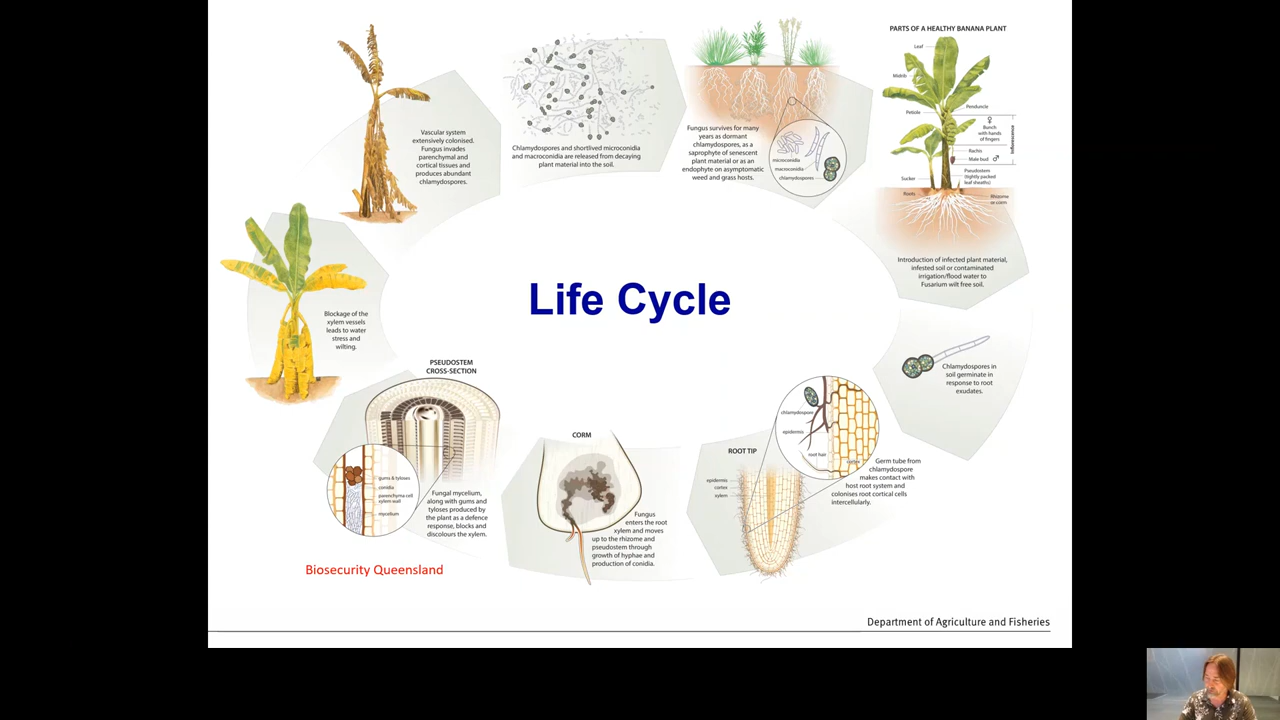 PARTS OF A HEALTHY BANANA PLANT
Leaf
Midrib
Petiole
Penduncle
Bunch
with hands
of fingers
Rachis
Male bud
Pseudostem
(tightly packed
leaf sheaths)
Sucker
Roots
Rhizome
or corm
Introduction of infected plant material,
infested soil or contaminated
irrigation/flood water to
Fusarium wilt free soil.
Chlamydospores in
soil germinate in
response to root
exudates.
chlamydospore
epidermis
root hair
cortex
Germ tube from
chlamydospore
makes contact with
host root system and
colonises root cortical cells
intercellularly.
ROOT TIP
epidermis
cortex
xylem
CORM
Fungus
enters the root
xylem and moves
up to the rhizome and
pseudostem through
growth of hyphae and
production of conidia.
PSEUDOSTEM
CROSS-SECTION
gums & tyloses
conidia
parenchyma cell
xylem wall
mycelium
Fungal mycelium,
along with gums and
tyloses produced by
the plant as a defence
response, blocks and
discolours the xylem.
Blockage of the
xylem vessels
leads to water
stress and
wilting.
Vascular system
extensively colonised.
Fungus invades
parenchymal and
cortical tissues and
produces abundant
chlamydospores.
Chlamydospores and shortlived microconidia
and macroconidia are released from decaying
plant material into the soil.
Fungus survives for many
years as dormant
chlamydospores, as a
saprophyte of senescent
plant material or as an
endophyte on asymptomatic
weed and grass hosts.
microconidia
macroconidia
chlamydospores
Life Cycle
Biosecurity Queensland
Department of Agriculture and Fisheries